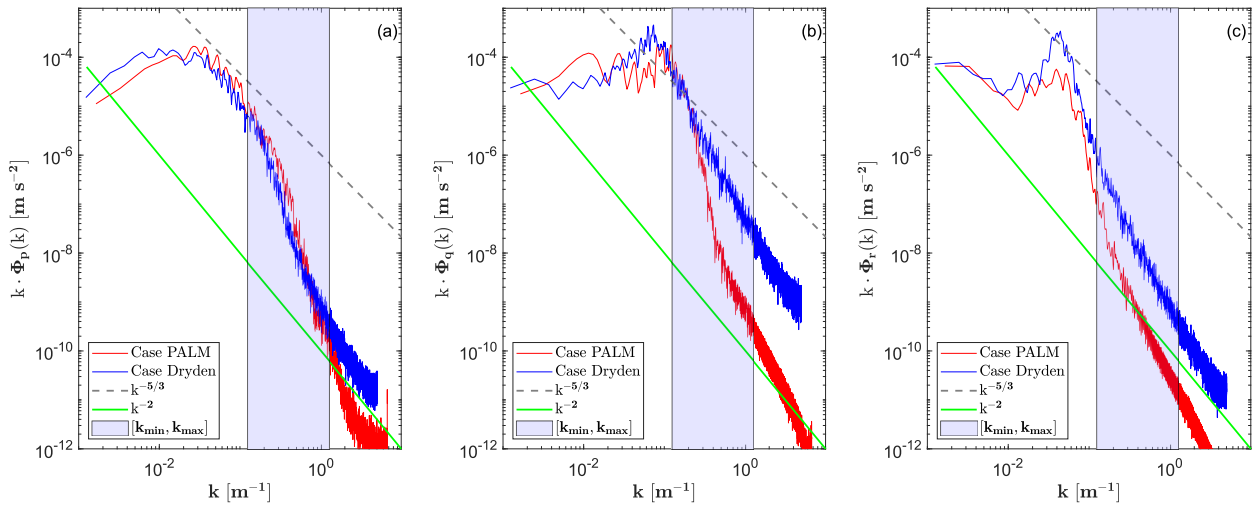 (a)
10^-4
10^-6
10^-8
10^-10
10^-12
k · Φ_p(k) [m s^-2]
Case PALM
Case Dryden
k^-5/3
k^-2
[k_min, k_max]
10^-2
10^0
k [m^-1]
(b)
10^-4
10^-6
10^-8
10^-10
10^-12
k · Φ_q(k) [m s^-2]
Case PALM
Case Dryden
k^-5/3
k^-2
[k_min, k_max]
10^-2
10^0
k [m^-1]
(c)
10^-4
10^-6
10^-8
10^-10
10^-12
k · Φ_r(k) [m s^-2]
Case PALM
Case Dryden
k^-5/3
k^-2
[k_min, k_max]
10^-2
10^0
k [m^-1]